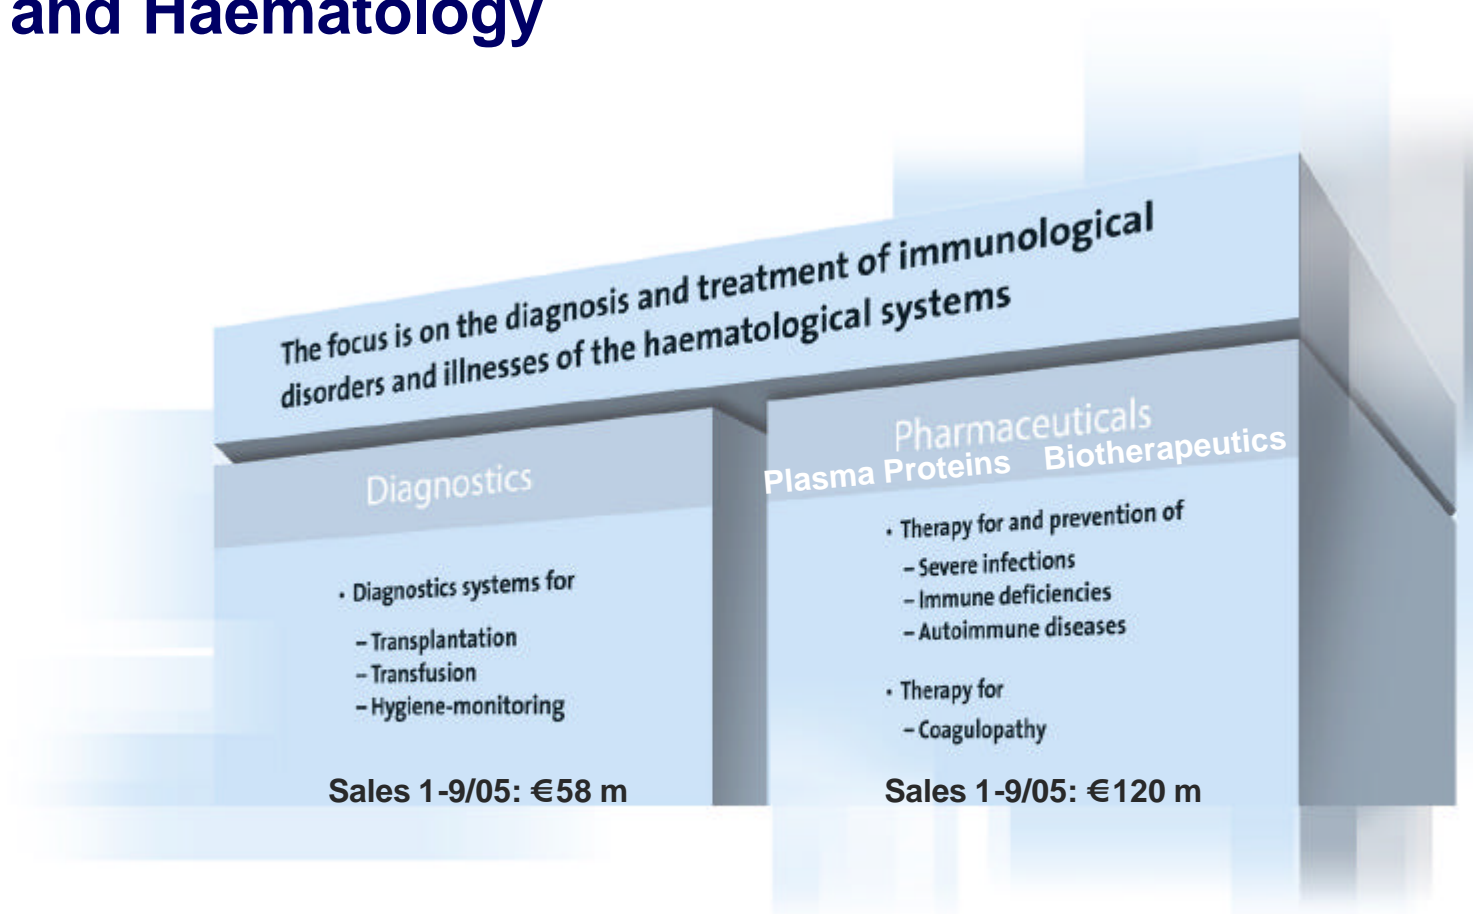 and Haematology
The focus is on the diagnosis and treatment of immunological
disorders and illnesses of the haematological systems
Diagnostics
• Diagnostics systems for
– Transplantation
– Transfusion
– Hygiene-monitoring
Sales 1-9/05: €58 m
Pharmaceuticals
Plasma Proteins Biotherapeutics
• Therapy for and prevention of
– Severe infections
– Immune deficiencies
– Autoimmune diseases
• Therapy for
– Coagulopathy
Sales 1-9/05: €120 m